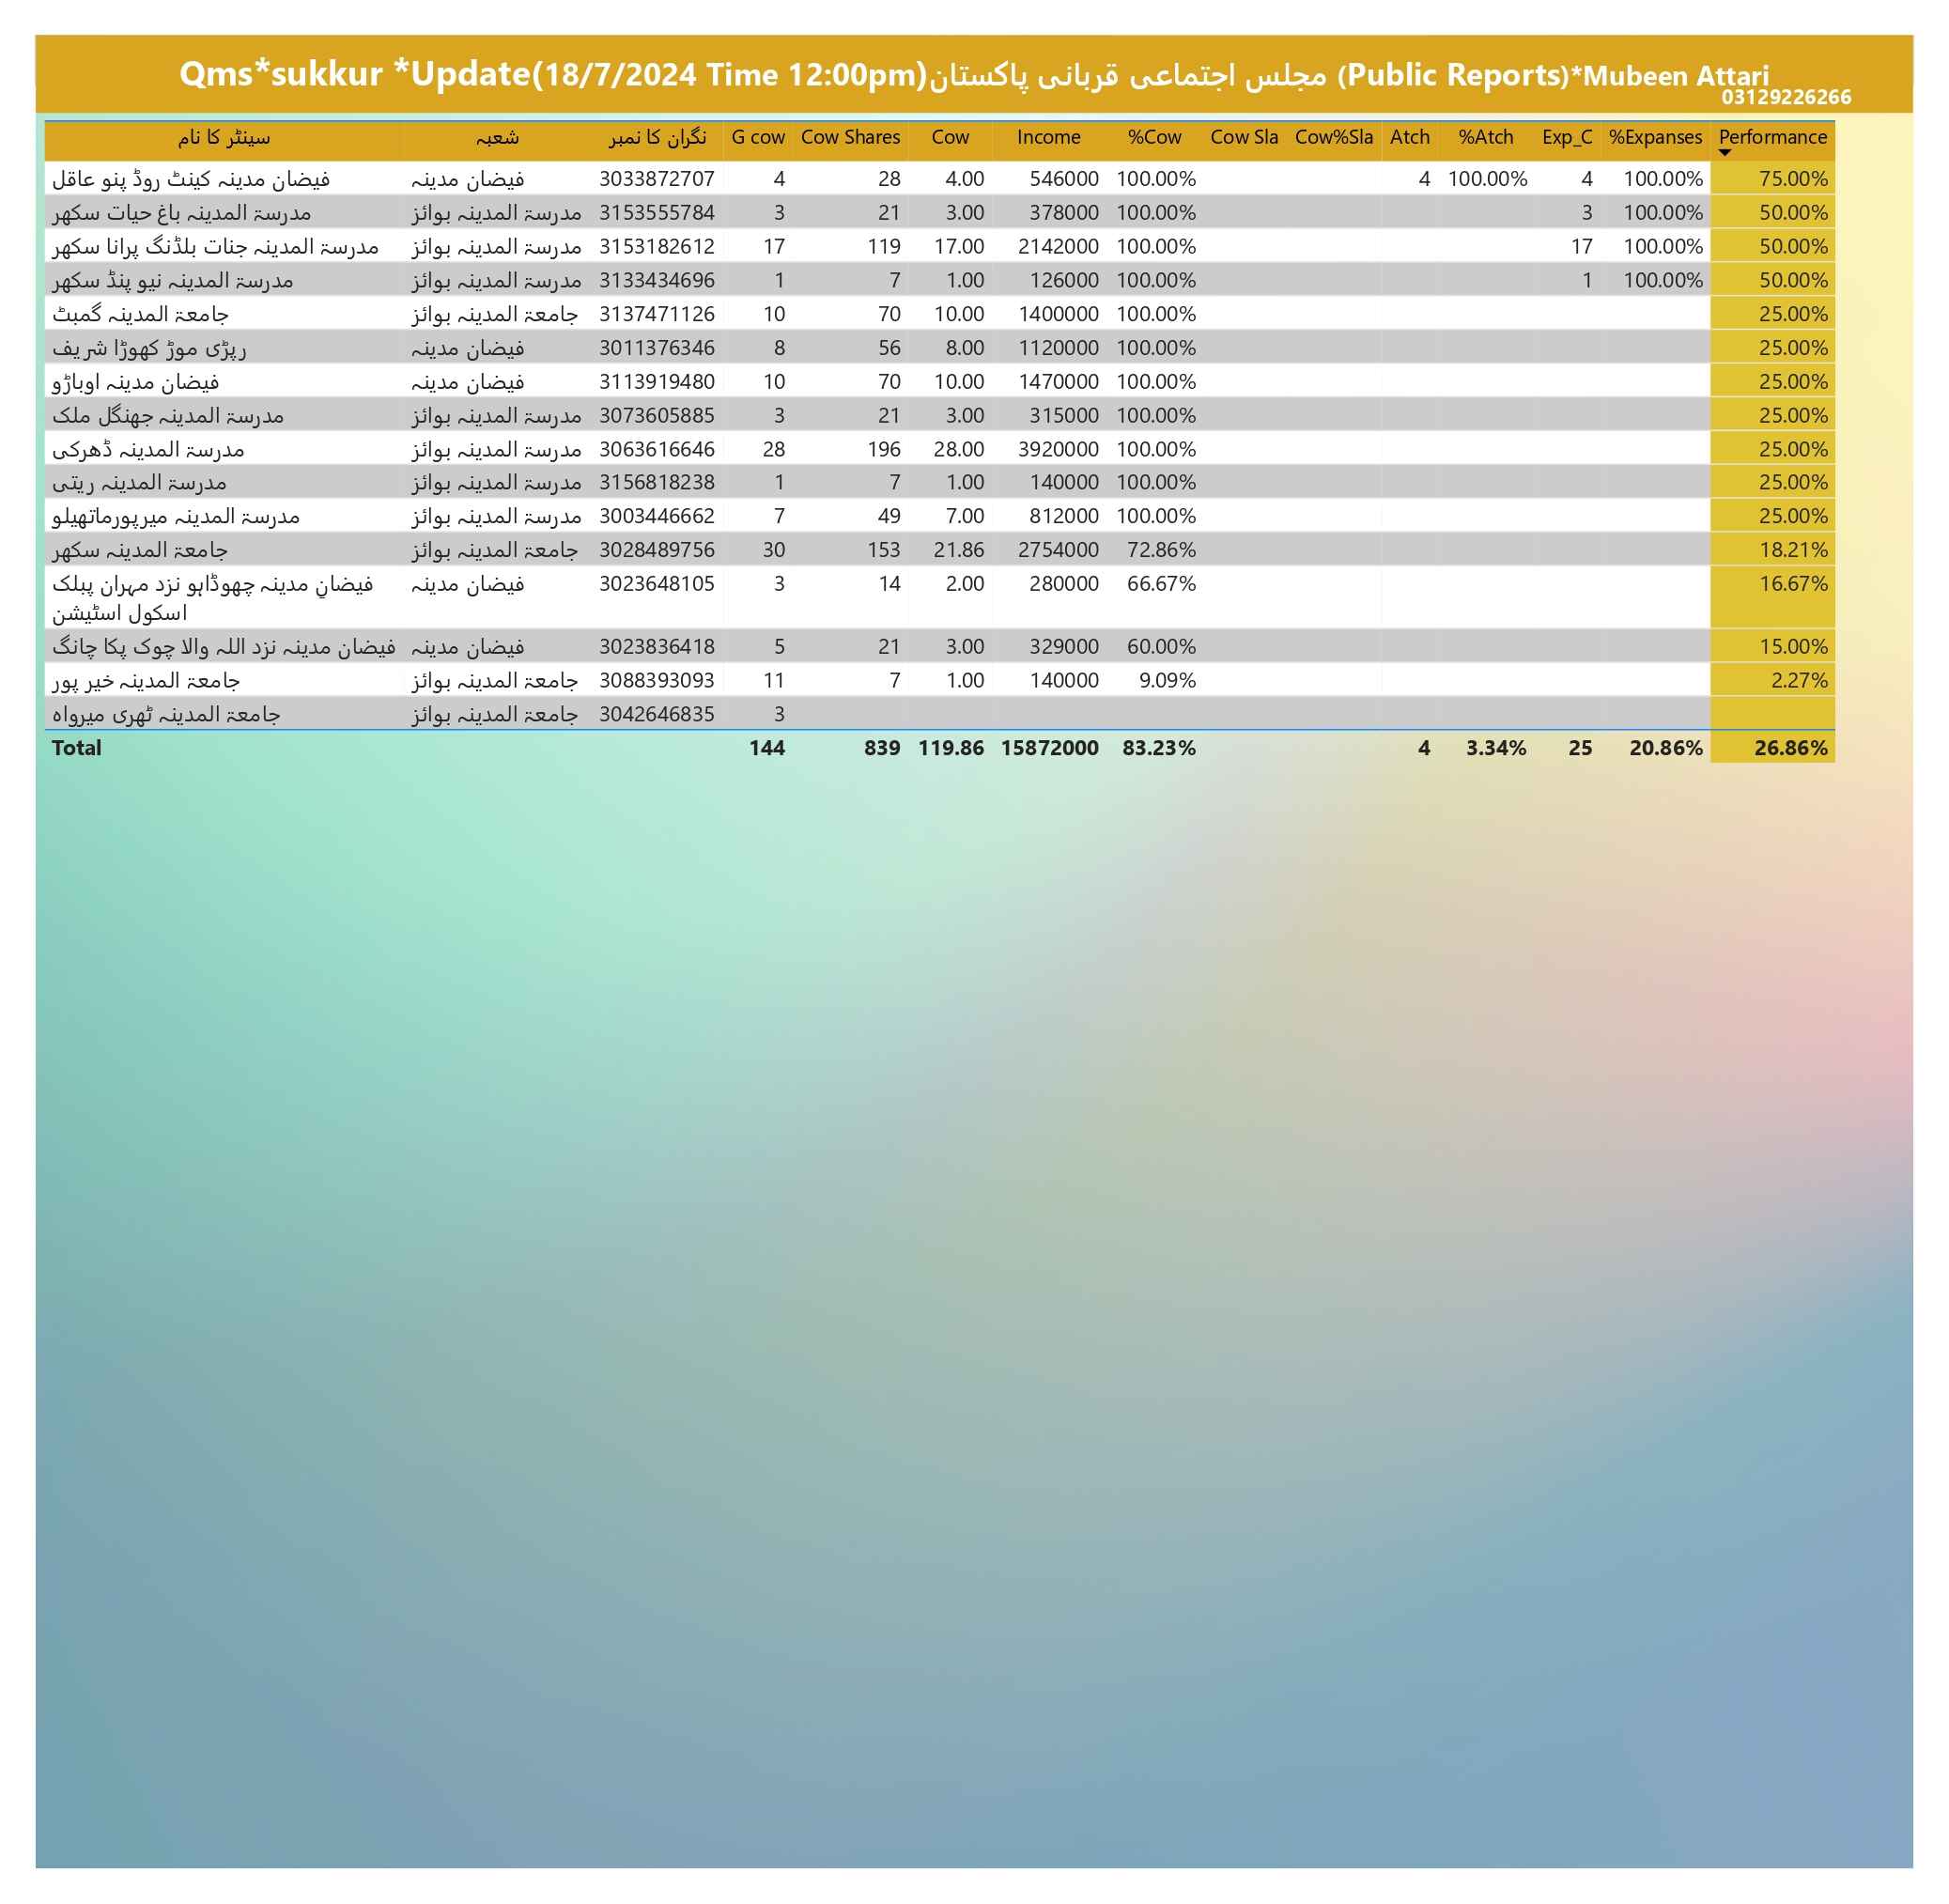 Qms*sukkur *Update(18/7/2024 Time 12:00pm)مجلس اجتماعی قربانی پاکستان (Public Reports)*Mubeen Attari
03129226266
سینٹر کا نام شعبہ نگران کا نمبر G cow Cow Shares Cow Income %Cow Cow Sla Cow%Sla Atch %Atch Exp_C %Expanses Performance
فیضان مدینہ کینٹ روڈ پنو عاقل فیضان مدینہ 3033872707 4 28 4.00 546000 100.00% 4 100.00% 4 100.00% 75.00%
مدرسۃ المدینہ باغ حیات سکھر مدرسۃ المدینہ بوائز 3153555784 3 21 3.00 378000 100.00% 3 100.00% 50.00%
مدرسۃ المدینہ جنات بلڈنگ پرانا سکھر مدرسۃ المدینہ بوائز 3153182612 17 119 17.00 2142000 100.00% 17 100.00% 50.00%
مدرسۃ المدینہ نیو پنڈ سکھر مدرسۃ المدینہ بوائز 3133434696 1 7 1.00 126000 100.00% 1 100.00% 50.00%
جامعۃ المدینہ گمبٹ جامعۃ المدینہ بوائز 3137471126 10 70 10.00 1400000 100.00% 25.00%
رپڑی موڑ کھوڑا شریف فیضان مدینہ 3011376346 8 56 8.00 1120000 100.00% 25.00%
فیضان مدینہ اوباڑو فیضان مدینہ 3113919480 10 70 10.00 1470000 100.00% 25.00%
مدرسۃ المدینہ جھنگل ملک مدرسۃ المدینہ بوائز 3073605885 3 21 3.00 315000 100.00% 25.00%
مدرسۃ المدینہ ڈھرکی مدرسۃ المدینہ بوائز 3063616646 28 196 28.00 3920000 100.00% 25.00%
مدرسۃ المدینہ ریتی مدرسۃ المدینہ بوائز 3156818238 1 7 1.00 140000 100.00% 25.00%
مدرسۃ المدینہ میرپورماتھیلو مدرسۃ المدینہ بوائز 3003446662 7 49 7.00 812000 100.00% 25.00%
جامعۃ المدینہ سکھر جامعۃ المدینہ بوائز 3028489756 30 153 21.86 2754000 72.86% 18.21%
فیضانِ مدینہ چھوڈاہو نزد مہران پبلک فیضان مدینہ 3023648105 3 14 2.00 280000 66.67% 16.67%
اسکول اسٹیشن
فیضان مدینہ نزد اللہ والا چوک پکا چانگ فیضان مدینہ 3023836418 5 21 3.00 329000 60.00% 15.00%
جامعۃ المدینہ خیر پور جامعۃ المدینہ بوائز 3088393093 11 7 1.00 140000 9.09% 2.27%
جامعۃ المدینہ ٹھری میرواہ جامعۃ المدینہ بوائز 3042646835 3
Total 144 839 119.86 15872000 83.23% 4 3.34% 25 20.86% 26.86%